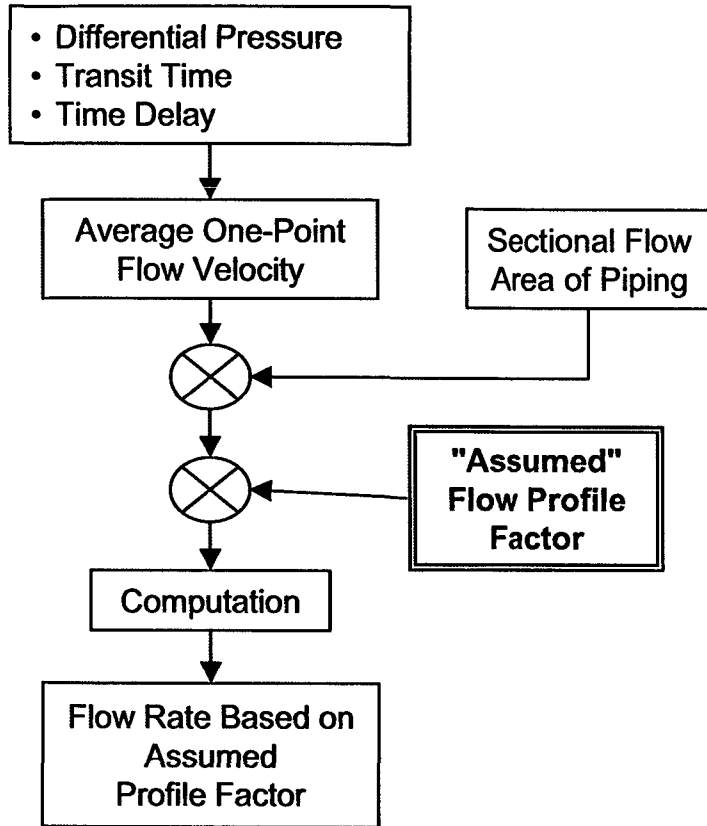 • Differential Pressure
• Transit Time
• Time Delay
Average One-Point
Flow Velocity
Sectional Flow
Area of Piping
"Assumed"
Flow Profile
Factor
Computation
Flow Rate Based on
Assumed
Profile Factor